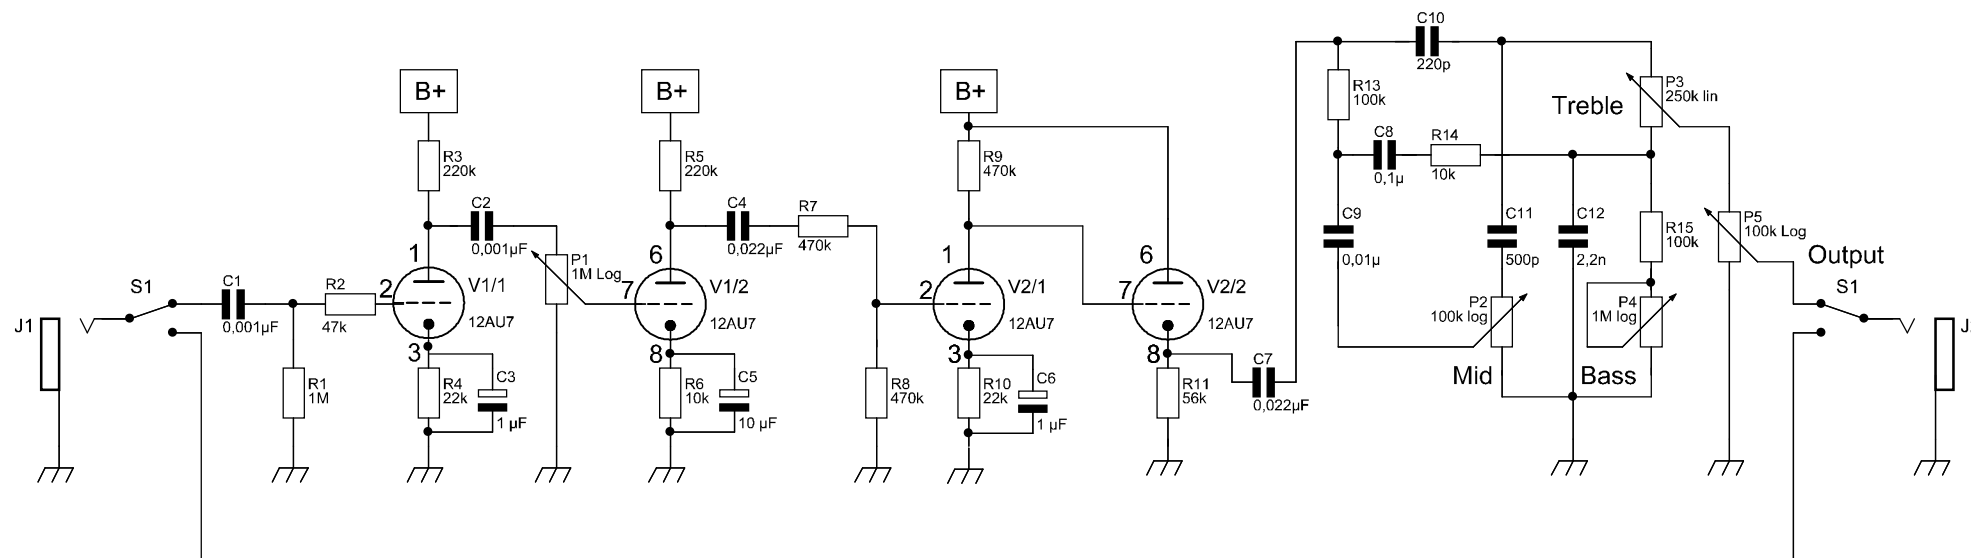 J1
S1
C1
0,001µF
R1
1M
R2
47k
B+
R3
220k
1
2
V1/1
12AU7
3
R4
22k
C3
1 µF
C2
0,001µF
P1
1M Log
B+
R5
220k
6
7
V1/2
12AU7
8
R6
10k
C5
10 µF
C4
0,022µF
R7
470k
R8
470k
B+
R9
470k
1
2
V2/1
12AU7
3
R10
22k
C6
1 µF
6
7
V2/2
12AU7
8
R11
56k
C7
0,022µF
C10
220p
R13
100k
C8
0,1µ
R14
10k
C9
0,01µ
C11
500p
C12
2,2n
P2
100k log
Mid
Treble
P3
250k lin
R15
100k
P4
1M log
Bass
P5
100k Log
Output
S1
J